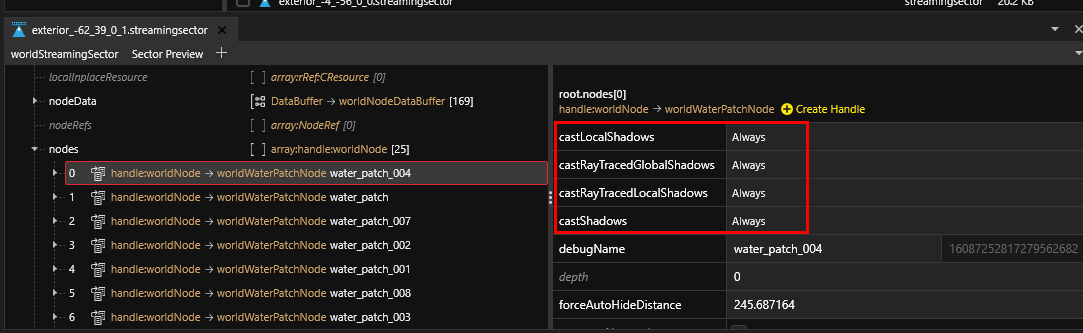 exterior_-4_-56_0_0.streamingsector streamingsector 20.2 KB
exterior_-62_39_0_1.streamingsector ×
worldStreamingSector Sector Preview +
localInplaceResource [ ] array:rRef:CResource [0]
nodeData DataBuffer → worldNodeDataBuffer [169]
nodeRefs [ ] array:NodeRef [0]
nodes [ ] array:handle:worldNode [25]
0 handle:worldNode → worldWaterPatchNode water_patch_004
1 handle:worldNode → worldWaterPatchNode water_patch
2 handle:worldNode → worldWaterPatchNode water_patch_007
3 handle:worldNode → worldWaterPatchNode water_patch_002
4 handle:worldNode → worldWaterPatchNode water_patch_001
5 handle:worldNode → worldWaterPatchNode water_patch_008
6 handle:worldNode → worldWaterPatchNode water_patch_003
root.nodes[0]
handle:worldNode → worldWaterPatchNode Create Handle
castLocalShadows Always
castRayTracedGlobalShadows Always
castRayTracedLocalShadows Always
castShadows Always
debugName water_patch_004 16087252817279562682
depth 0
forceAutoHideDistance 245.687164